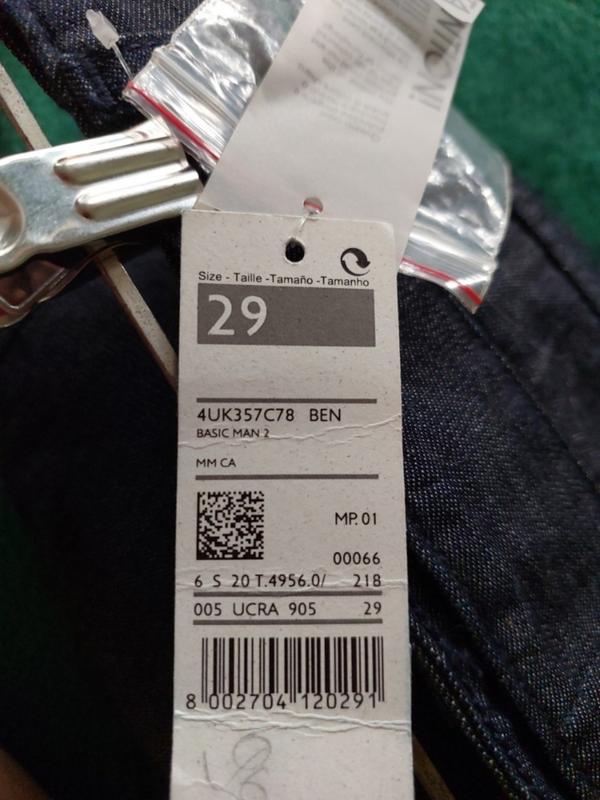 Size - Taille -Tamaño -Tamanho
29
4UK357C78 BEN
BASIC MAN 2
MM CA
MP. 01
00066
6 S 20 T.4956.0/ 218
005 UCRA 905 29
8 002704 120291